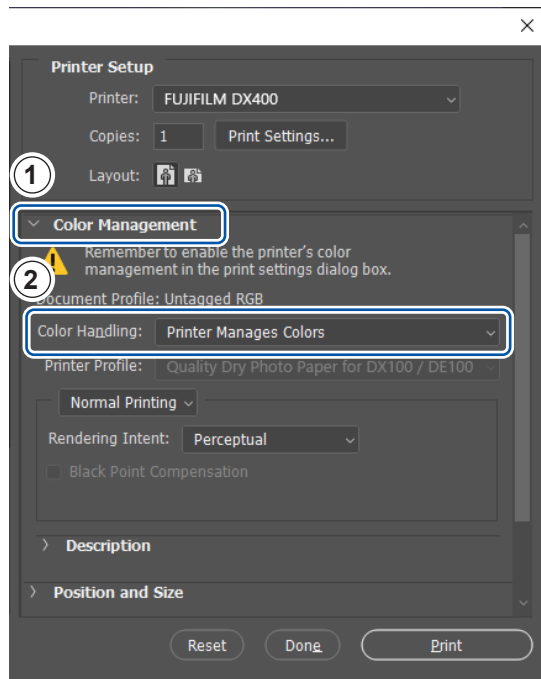 Printer Setup
Printer: FUJIFILM DX400
Copies: 1 Print Settings...
1
Layout:
Color Management
Remember to enable the printer's color
management in the print settings dialog box.
2
Document Profile: Untagged RGB
Color Handling: Printer Manages Colors
Printer Profile: Quality Dry Photo Paper for DX100 / DE100
Normal Printing
Rendering Intent: Perceptual
Black Point Compensation
Description
Position and Size
Reset Done Print